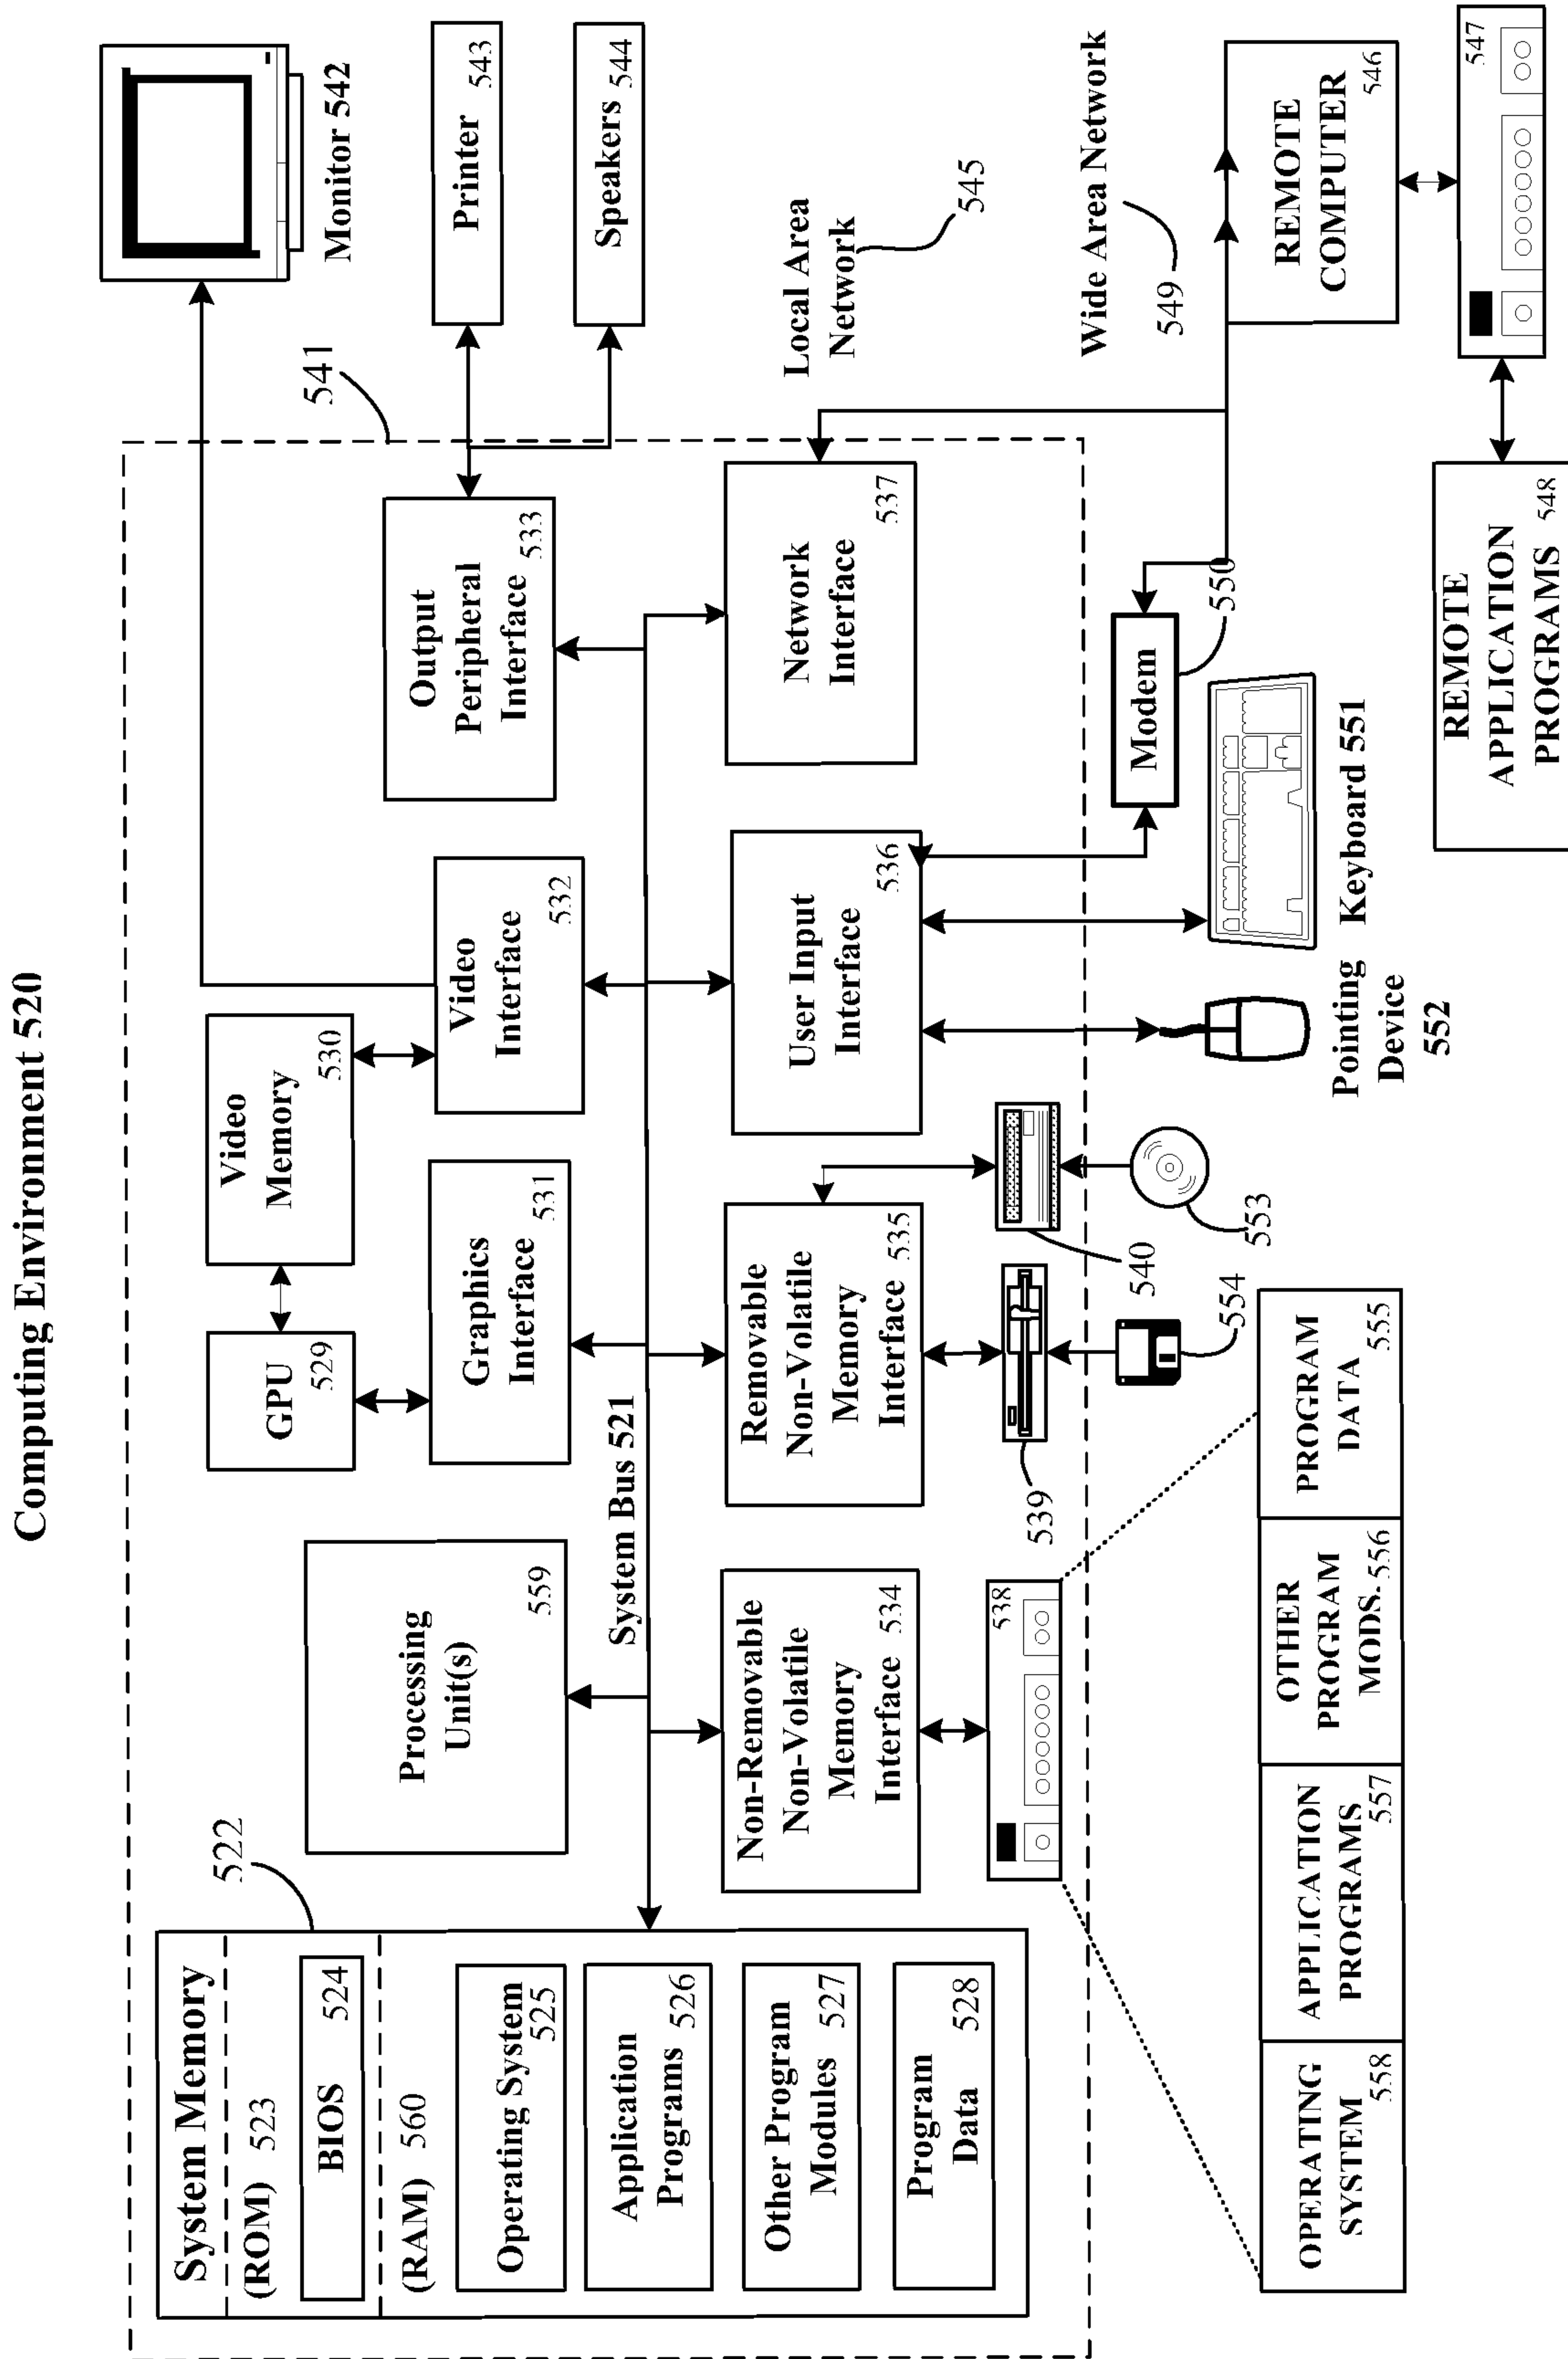 Computing Environment 520
522
541
System Memory
(ROM) 523
BIOS 524
(RAM) 560
Operating System
525
Application
Programs 526
Other Program
Modules 527
Program
Data 528
Processing
Unit(s)
559
GPU
529
Video
Memory
530
Graphics
Interface
531
Video
Interface
532
Output
Peripheral
Interface 533
Monitor 542
Printer 543
Speakers 544
System Bus 521
Non-Removable
Non-Volatile
Memory
Interface 534
Removable
Non-Volatile
Memory
Interface 535
User Input
Interface
536
Network
Interface
537
Local Area
Network
545
538
539
540
554
553
Pointing
Device
552
Keyboard 551
Modem
550
Wide Area Network
549
REMOTE
COMPUTER
546
547
REMOTE
APPLICATION
PROGRAMS 548
OPERATING
SYSTEM
558
APPLICATION
PROGRAMS
557
OTHER
PROGRAM
MODS. 556
PROGRAM
DATA
555